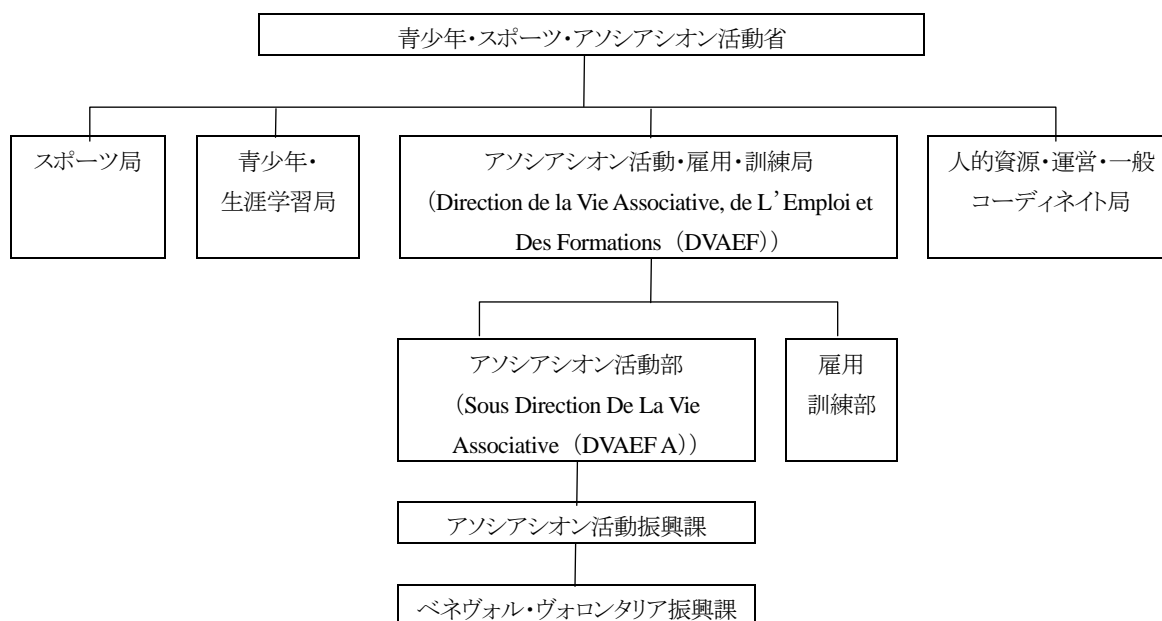 青少年・スポーツ・アソシアシオン活動省
スポーツ局
青少年・
生涯学習局
アソシアシオン活動・雇用・訓練局
（Direction de la Vie Associative, de L’Emploi et
Des Formations（DVAEF））
人的資源・運営・一般
コーディネイト局
アソシアシオン活動部
（Sous Direction De La Vie
Associative（DVAEF A））
雇用
訓練部
アソシアシオン活動振興課
ベネヴォル・ヴォロンタリア振興課